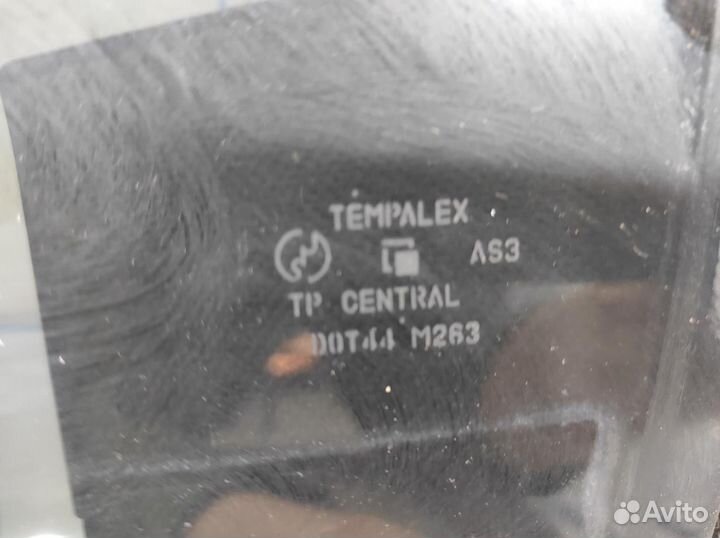 TEMPALEX
AS3
TP CENTRAL
DOT44 M263
Avito